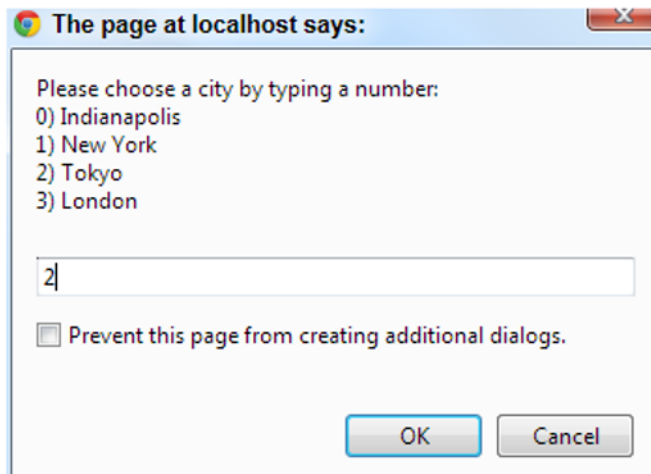 The page at localhost says:
Please choose a city by typing a number:
0) Indianapolis
1) New York
2) Tokyo
3) London
2
Prevent this page from creating additional dialogs.
OK
Cancel